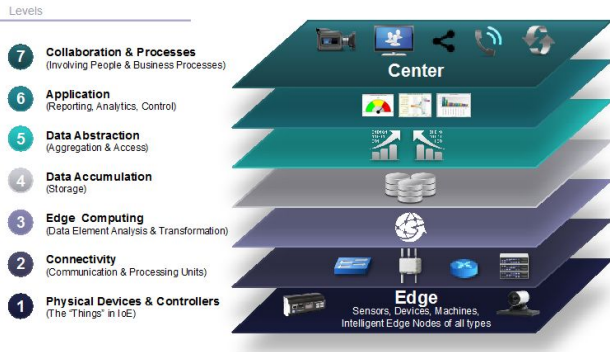 Levels
7
Collaboration & Processes
(Involving People & Business Processes)
Center
6
Application
(Reporting, Analytics, Control)
5
Data Abstraction
(Aggregation & Access)
4
Data Accumulation
(Storage)
3
Edge Computing
(Data Element Analysis & Transformation)
2
Connectivity
(Communication & Processing Units)
1
Physical Devices & Controllers
(The "Things" in IoE)
Edge
Sensors, Devices, Machines,
Intelligent Edge Nodes of all types